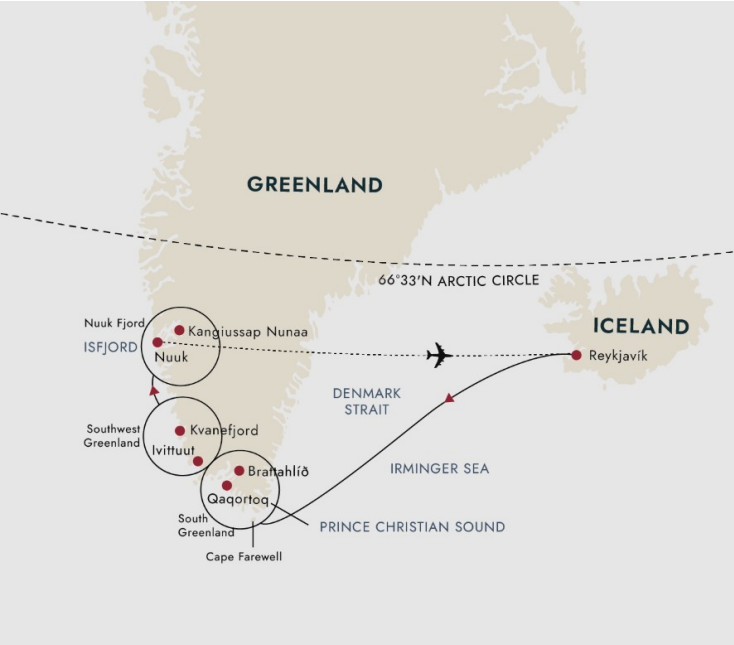 GREENLAND
66°33'N ARCTIC CIRCLE
ICELAND
Nuuk Fjord
Kangiussap Nunaa
ISFJORD
Nuuk
Reykjavík
DENMARK
STRAIT
Southwest
Greenland
Kvanefjord
Ivittuut
IRMINGER SEA
Brattahlíð
Qaqortoq
South
Greenland
PRINCE CHRISTIAN SOUND
Cape Farewell